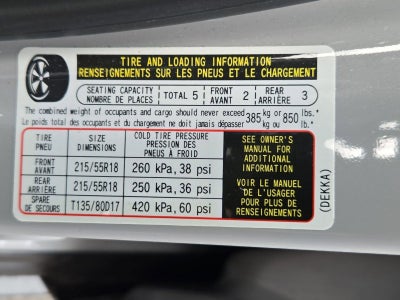 TIRE AND LOADING INFORMATION
RENSEIGNEMENTS SUR LES PNEUS ET LE CHARGEMENT
SEATING CAPACITY
NOMBRE DE PLACES
TOTAL 5
FRONT
AVANT
2
REAR
ARRIÈRE
3
The combined weight of occupants and cargo should never exceed 385 kg or 850 lbs.
Le poids total des occupants et du chargement ne doit jamais dépasser 385 kg ou 850 lb.
TIRE
PNEU
SIZE
DIMENSIONS
COLD TIRE PRESSURE
PRESSION DES
PNEUS À FROID
FRONT
AVANT
215/55R18
260 kPa, 38 psi
REAR
ARRIÈRE
215/55R18
250 kPa, 36 psi
SPARE
DE SECOURS
T135/80D17
420 kPa, 60 psi
SEE OWNER'S
MANUAL FOR
ADDITIONAL
INFORMATION
VOIR LE MANUEL
DE L'USAGER
POUR PLUS DE
RENSEIGNEMENTS
(DEKKA)